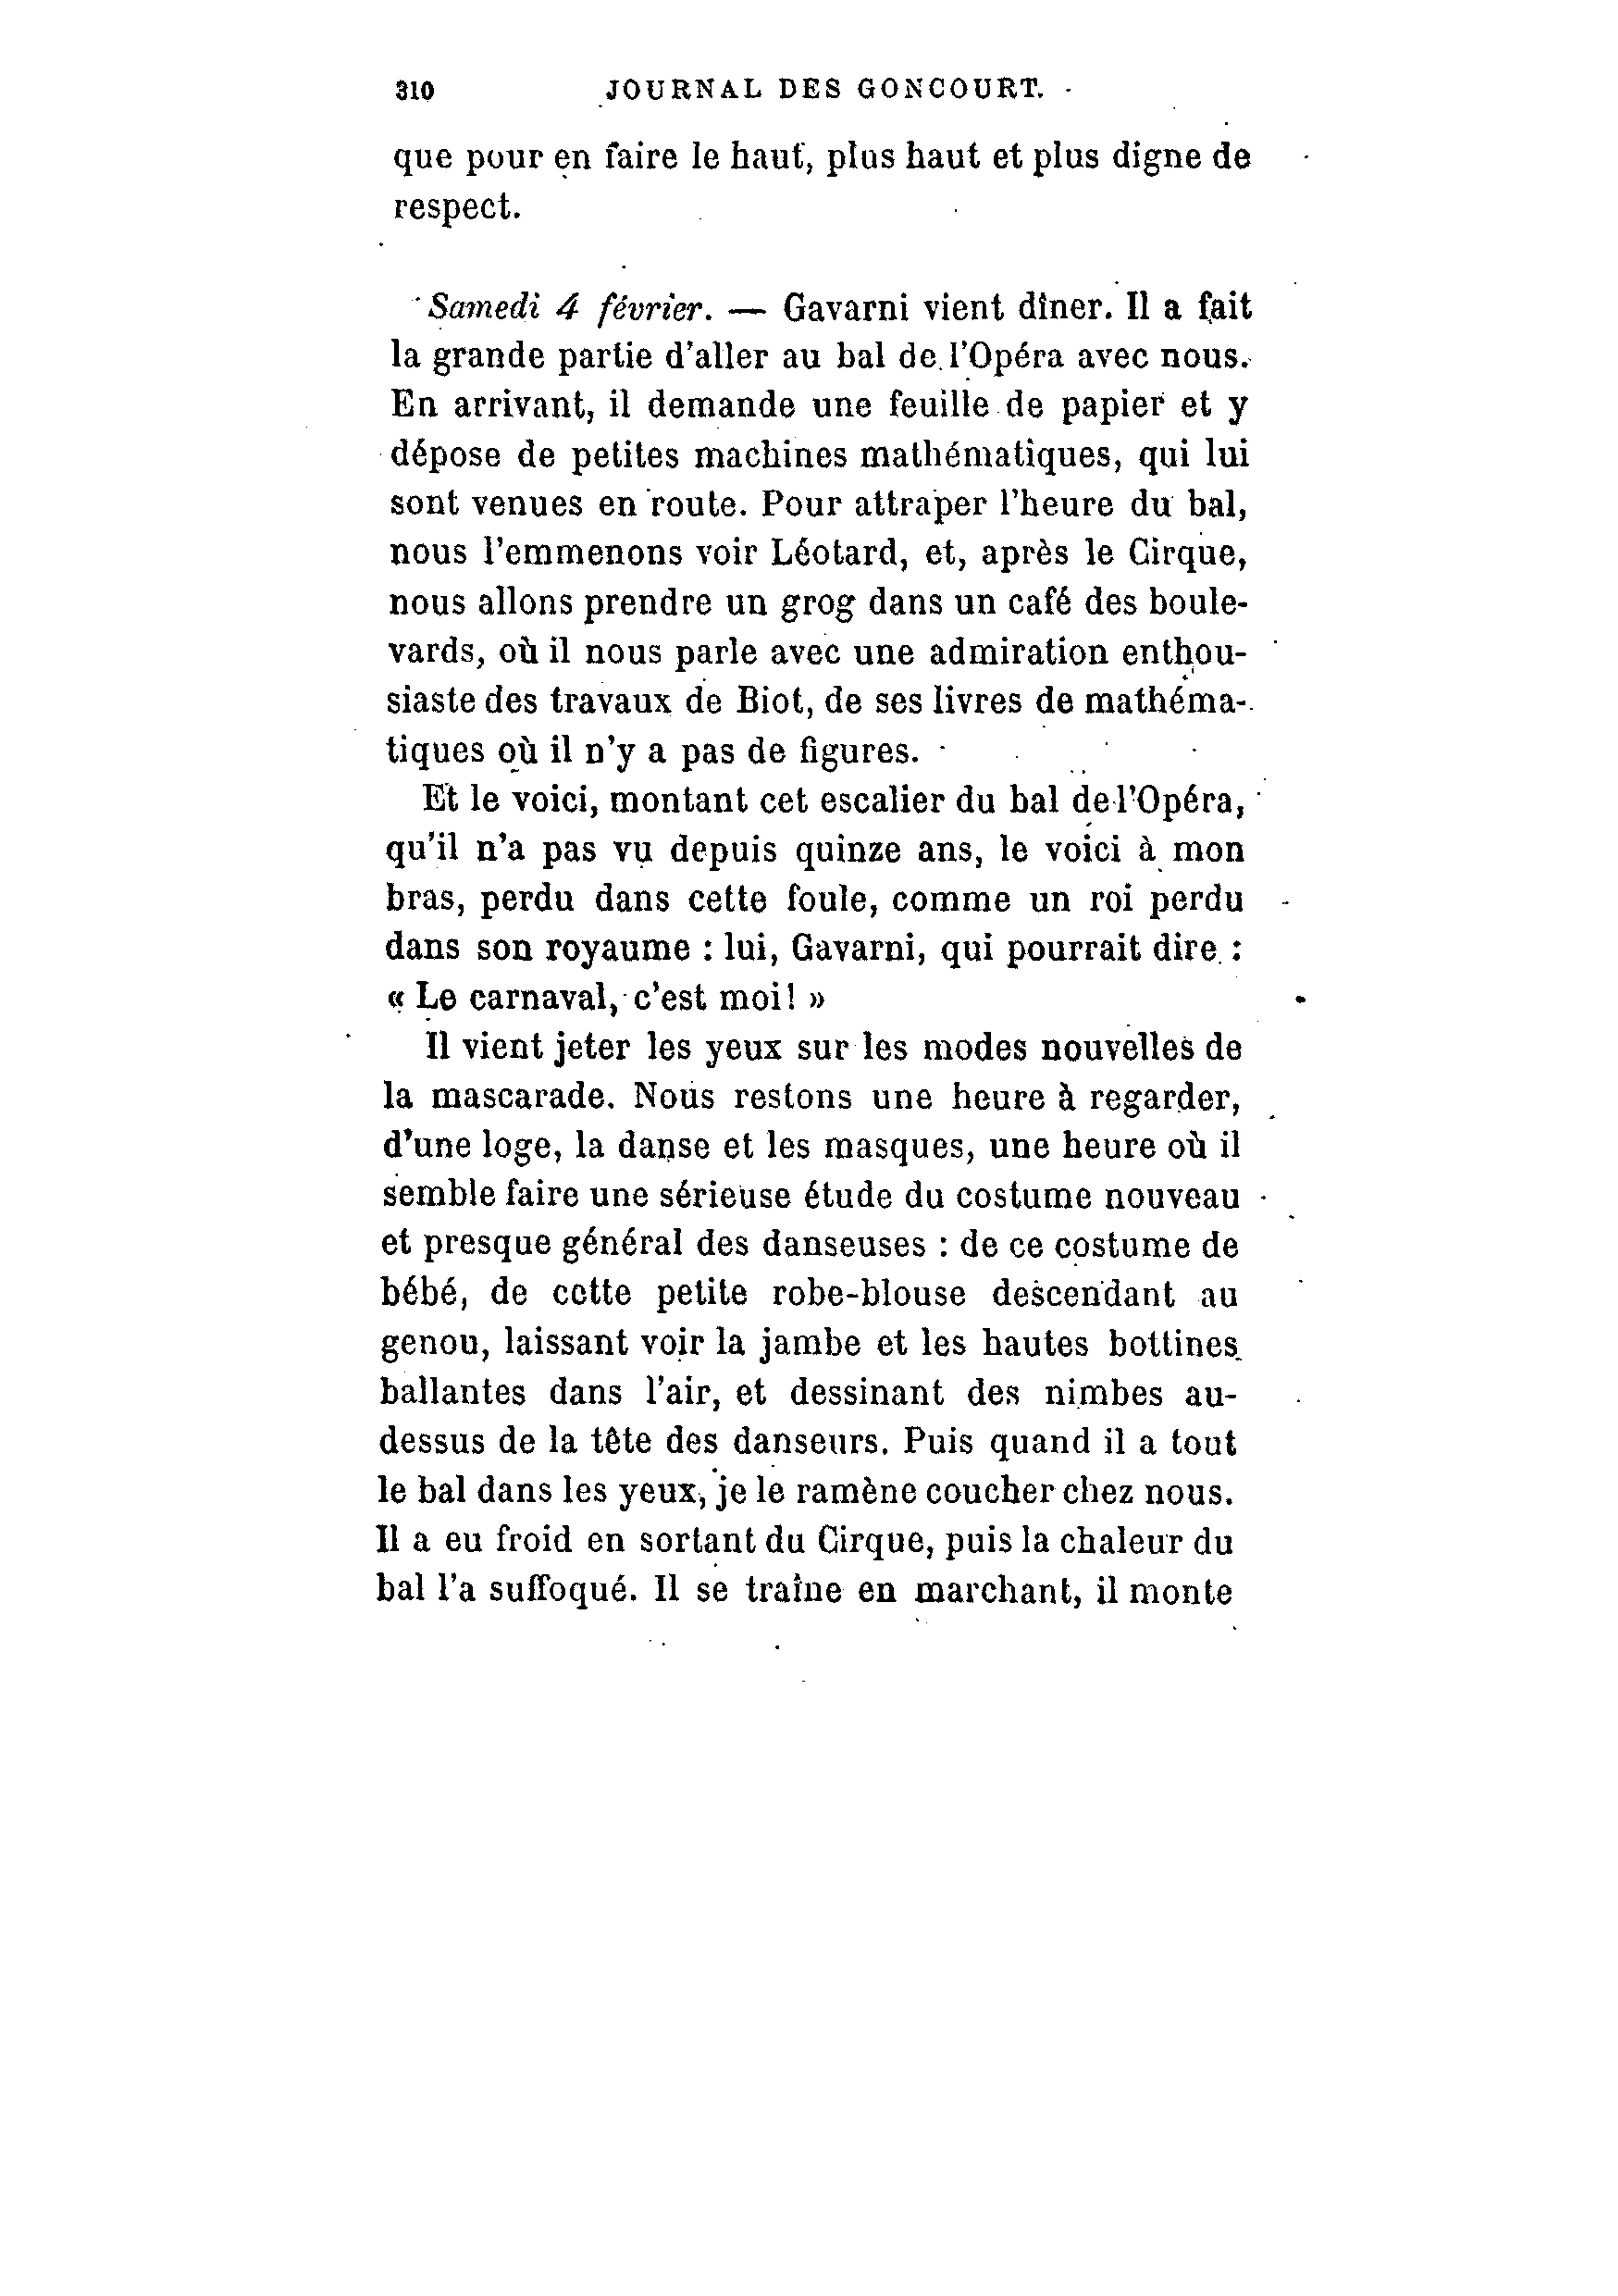 310 JOURNAL DES GONCOURT.
que pour en faire le haut, plus haut et plus digne de
respect.
Samedi 4 février. — Gavarni vient dîner. Il a fait
la grande partie d'aller au bal de l'Opéra avec nous.
En arrivant, il demande une feuille de papier et y
dépose de petites machines mathématiques, qui lui
sont venues en route. Pour attraper l'heure du bal,
nous l'emmenons voir Léotard, et, après le Cirque,
nous allons prendre un grog dans un café des boule-
vards, où il nous parle avec une admiration enthou-
siaste des travaux de Biot, de ses livres de mathéma-
tiques où il n'y a pas de figures.
Et le voici, montant cet escalier du bal de l'Opéra,
qu'il n'a pas vu depuis quinze ans, le voici à mon
bras, perdu dans cette foule, comme un roi perdu
dans son royaume : lui, Gavarni, qui pourrait dire :
« Le carnaval, c'est moi! »
Il vient jeter les yeux sur les modes nouvelles de
la mascarade. Nous restons une heure à regarder,
d'une loge, la danse et les masques, une heure où il
semble faire une sérieuse étude du costume nouveau
et presque général des danseuses : de ce costume de
bébé, de cette petite robe-blouse descendant au
genou, laissant voir la jambe et les hautes bottines
ballantes dans l'air, et dessinant des nimbes au-
dessus de la tête des danseurs. Puis quand il a tout
le bal dans les yeux, je le ramène coucher chez nous.
Il a eu froid en sortant du Cirque, puis la chaleur du
bal l'a suffoqué. Il se traîne en marchant, il monte